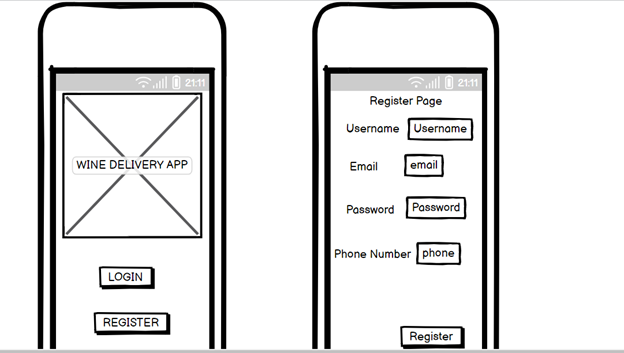 21:11
WINE DELIVERY APP
LOGIN
REGISTER
21:11
Register Page
Username Username
Email email
Password Password
Phone Number phone
Register